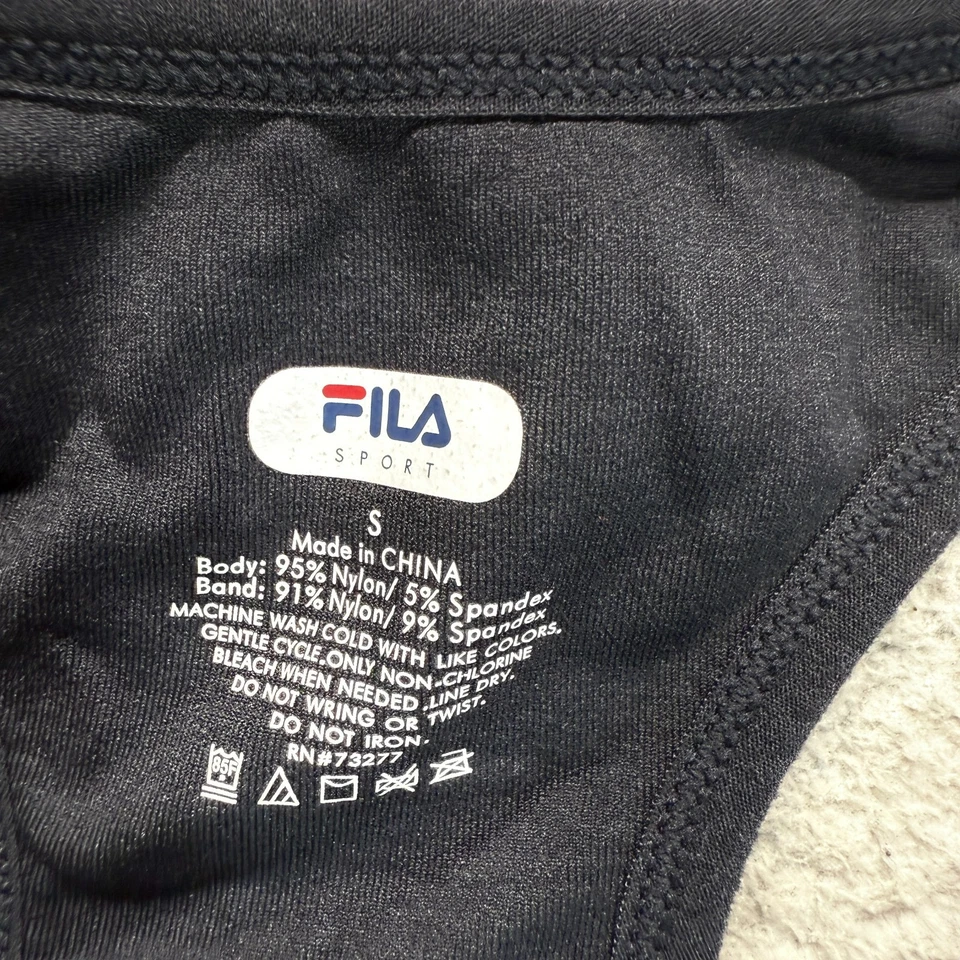 FILA
SPORT
S
Made in CHINA
Body: 95% Nylon/ 5% Spandex
Band: 91% Nylon/ 9% Spandex
MACHINE WASH COLD WITH LIKE COLORS.
GENTLE CYCLE ONLY NON-CHLORINE
BLEACH WHEN NEEDED.LINE DRY.
DO NOT WRING OR TWIST.
DO NOT IRON.
RN#73277
85F